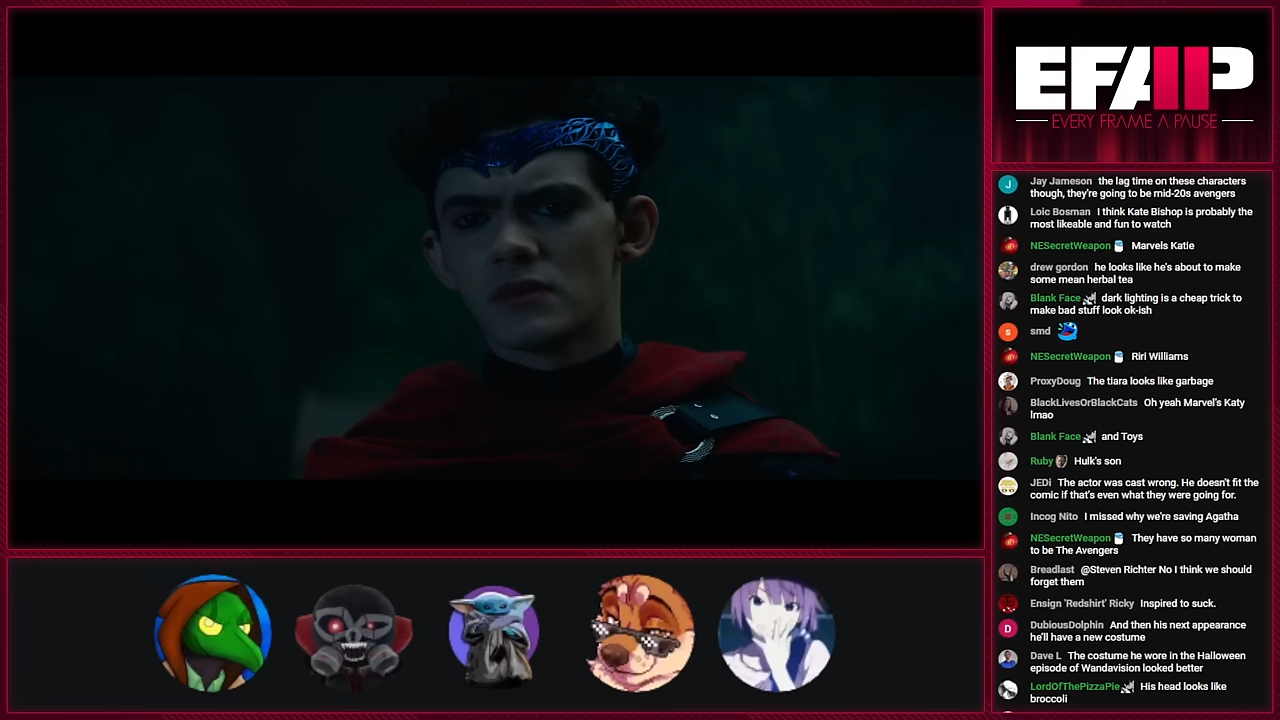 EFAP
EVERY FRAME A PAUSE
J
Jay Jameson the lag time on these characters
though, they're going to be mid-20s avengers
Loic Bosman I think Kate Bishop is probably the
most likeable and fun to watch
NESecretWeapon Marvels Katie
drew gordon he looks like he's about to make
some mean herbal tea
Blank Face dark lighting is a cheap trick to
make bad stuff look ok-ish
s
smd
NESecretWeapon Riri Williams
ProxyDoug The tiara looks like garbage
BlackLivesOrBlackCats Oh yeah Marvel's Katy
lmao
Blank Face and Toys
Ruby Hulk's son
JEDi The actor was cast wrong. He doesn't fit the
comic if that's even what they were going for.
Incog Nito I missed why we're saving Agatha
NESecretWeapon They have so many woman
to be The Avengers
Breadlast @Steven Richter No I think we should
forget them
Ensign 'Redshirt' Ricky Inspired to suck.
D
DubiousDolphin And then his next appearance
he'll have a new costume
Dave L The costume he wore in the Halloween
episode of Wandavision looked better
LordOfThePizzaPie His head looks like
broccoli